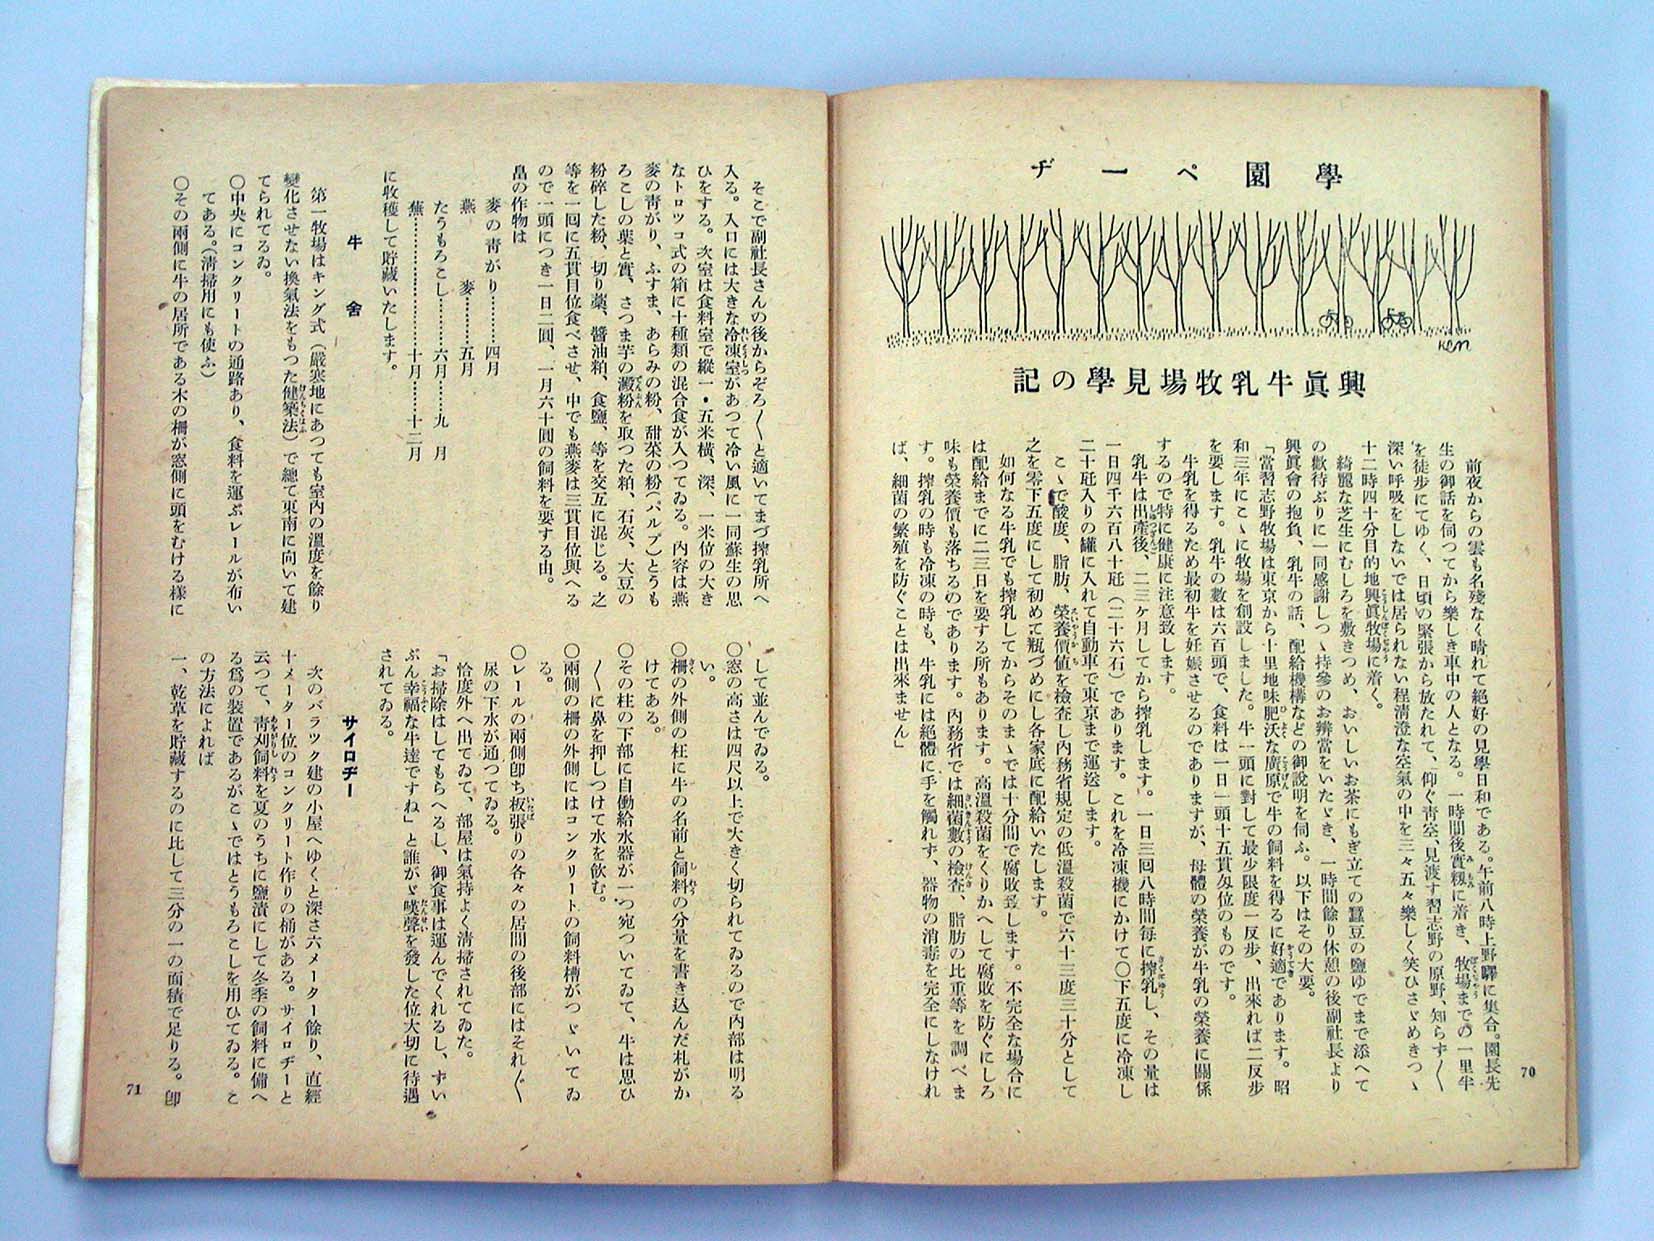 學園ペーヂ
興眞牛乳牧場見學の記
前夜からの雲も名殘なく晴れて絶好の見學日和である。午前八時上野驛に集合。園長先
生の御話を伺つてから樂しき車中の人となる。一時間後實籾に着き、牧場までの一里半
を徒歩にてゆく、日頃の緊張から放たれて、仰ぐ靑空、見渡す習志野の原野、知らず〳〵
深い呼吸をしないでは居られない程淸澄な空氣の中を三々五々樂しく笑ひさゞめきつゝ
十二時四十分目的地興眞牧場に着く。
綺麗な芝生にむしろを敷きつめ、おいしいお茶にもぎ立ての蠶豆の鹽ゆでまで添へて
の歡待ぶりに一同感謝しつゝ持參のお辨當をいたゞき、一時間餘り休憩の後副社長より
興眞會の抱負、乳牛の話、配給機構などの御說明を伺ふ。以下はその大要。
「當習志野牧場は東京から十里地味肥沃な廣原で牛の飼料を得るに好適であります。昭
和三年にこゝに牧場を創設しました。牛一頭に對して最少限度一反步、出來れば二反步
を要します。乳牛の數は六百頭で、食料は一日一頭十五貫匁位のものです。
牛乳を得るため最初牛を妊娠させるのでありますが、母體の榮養が牛乳の榮養に關係
するので特に健康に注意致します。
乳牛は出產後、二三ヶ月してから搾乳します。一日三回八時間每に搾乳し、その量は
一日四千六百八十瓩（二十六石）であります。これを冷凍機にかけて〇下五度に冷凍し
二十瓩入りの罐に入れて自動車で東京まで運送します。
こゝで酸度、脂肪、榮養價値を檢査し內務省規定の低溫殺菌で六十三度三十分として
之を零下五度にして初めて瓶づめにし各家底に配給いたします。
如何なる牛乳でも搾乳してからそのまゝでは十分間で腐敗致します。不完全な場合に
は配給までに二三日を要する所もあります。高溫殺菌をくりかへして腐敗を防ぐにしろ
味も榮養價も落ちるのであります。內務省では細菌數の檢査、脂肪の比重等を調べま
す。搾乳の時も冷凍の時も、牛乳には絕體に手を觸れず、器物の消毒を完全にしなけれ
ば、細菌の繁殖を防ぐことは出來ません」
70
そこで副社長さんの後からぞろ〳〵と適いてまづ搾乳所へ
入る。入口には大きな冷凍室があつて冷い風に一同蘇生の思
ひをする。次室は食料室で縱一・五米橫、深、一米位の大き
なトロツコ式の箱に十種類の混合食が入つてゐる。內容は燕
麥の靑がり、ふすま、あらみの粉、甜菜の粉（パルプ）とうも
ろこしの葉と實、さつま芋の澱粉を取つた粕、石灰、大豆の
粉碎した粉、切り藁、醬油粕、食鹽、等を交互に混じる。之
等を一回に五貫目位食べさせ、中でも燕麥は三貫目位與へる
ので一頭につき一日二圓、一月六十圓の飼料を要する由。
畠の作物は
麥の靑がり…………四月
燕　　麥…………五月
たうもろこし…………六月……九月
蕪………………十月……十二月
に收穫して貯藏いたします。
牛舍
第一牧場はキング式（嚴寒地にあつても室內の溫度を餘り
變化させない換氣法をもつた健築法）で總て東南に向いて建
てられてるゐ。
〇中央にコンクリートの通路あり、食料を運ぶレールが布い
てある。（淸掃用にも使ふ）
〇その兩側に牛の居所である木の柵が窓側に頭をむける樣に
して並んでゐる。
〇窓の高さは四尺以上で大きく切られてゐるので內部は明る
い。
〇柵の外側の柱に牛の名前と飼料の分量を書き込んだ札がか
けてある。
〇その柱の下部に自働給水器が一つ宛ついてゐて、牛は思ひ
〳〵に鼻を押しつけて水を飮む。
〇兩側の柵の外側にはコンクリートの飼料槽がつゞいてゐ
る。
〇レールの兩側卽ち板張りの各々の居間の後部にはそれ〴〵
尿の下水が通つてゐる。
恰度外へ出てゐて、部屋は氣持よく淸掃されてゐた。
「お掃除はしてもらへるし、御食事は運んでくれるし、ずい
ぶん幸福な牛達ですね」と誰がゞ嘆聲を發した位大切に待遇
されてゐる。
サイロヂー
次のバラツク建の小屋へゆくと深さ六メーター餘り、直經
十メーター位のコンクリート作りの桶がある。サイロヂーと
云つて、靑刈飼料を夏のうちに鹽漬にして冬季の飼料に備へ
る爲の裝置であるがこゝではとうもろこしを用ひてゐる。こ
の方法によれば
一、乾草を貯藏するのに比して三分の一の面積で足りる。卽
71